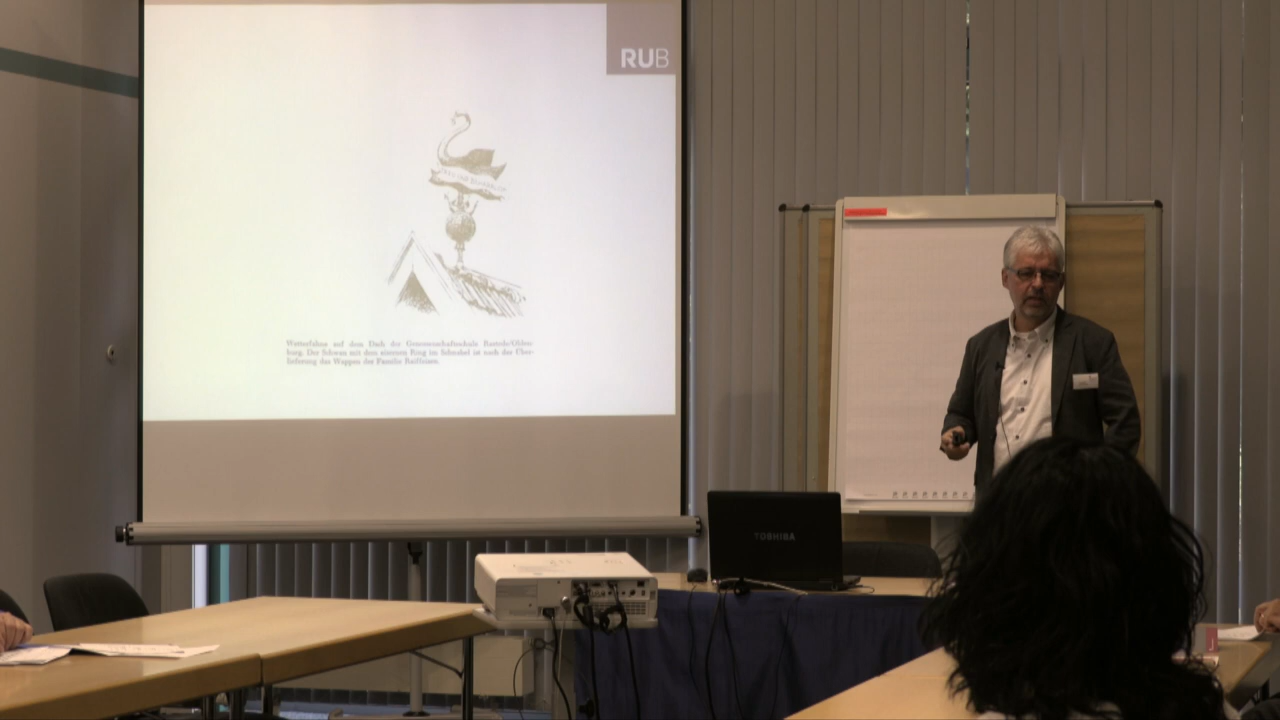 RUB
Wetterfahne auf dem Dach der Genossenschaftsschule Rastede/Olden-
burg. Der Schwan mit dem eisernen Ring im Schnabel ist nach der Über-
lieferung das Wappen der Familie Raiffeisen.
TOSHIBA